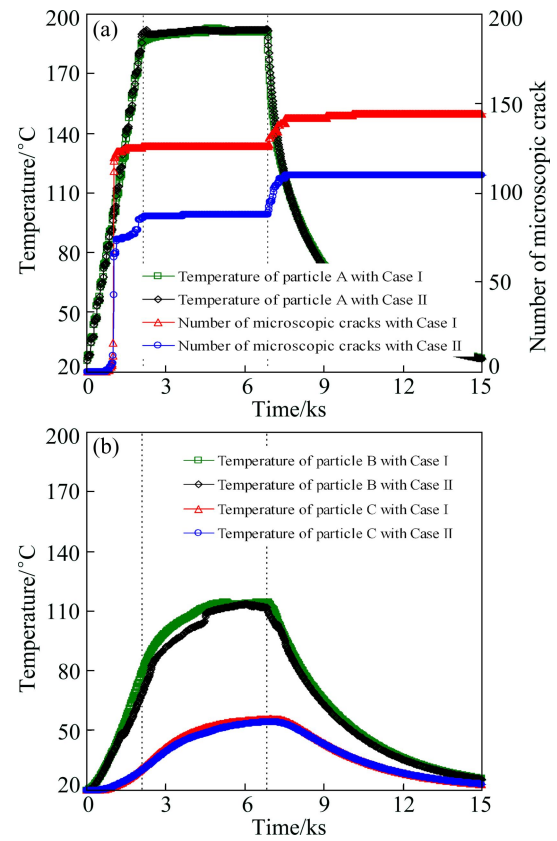 (a)
200
170
140
110
80
50
20
Temperature/°C
200
150
100
50
0
Number of microscopic crack
Temperature of particle A with Case I
Temperature of particle A with Case II
Number of microscopic cracks with Case I
Number of microscopic cracks with Case II
0 3 6 9 12 15
Time/ks
(b)
200
170
140
110
80
50
20
Temperature/°C
Temperature of particle B with Case I
Temperature of particle B with Case II
Temperature of particle C with Case I
Temperature of particle C with Case II
0 3 6 9 12 15
Time/ks